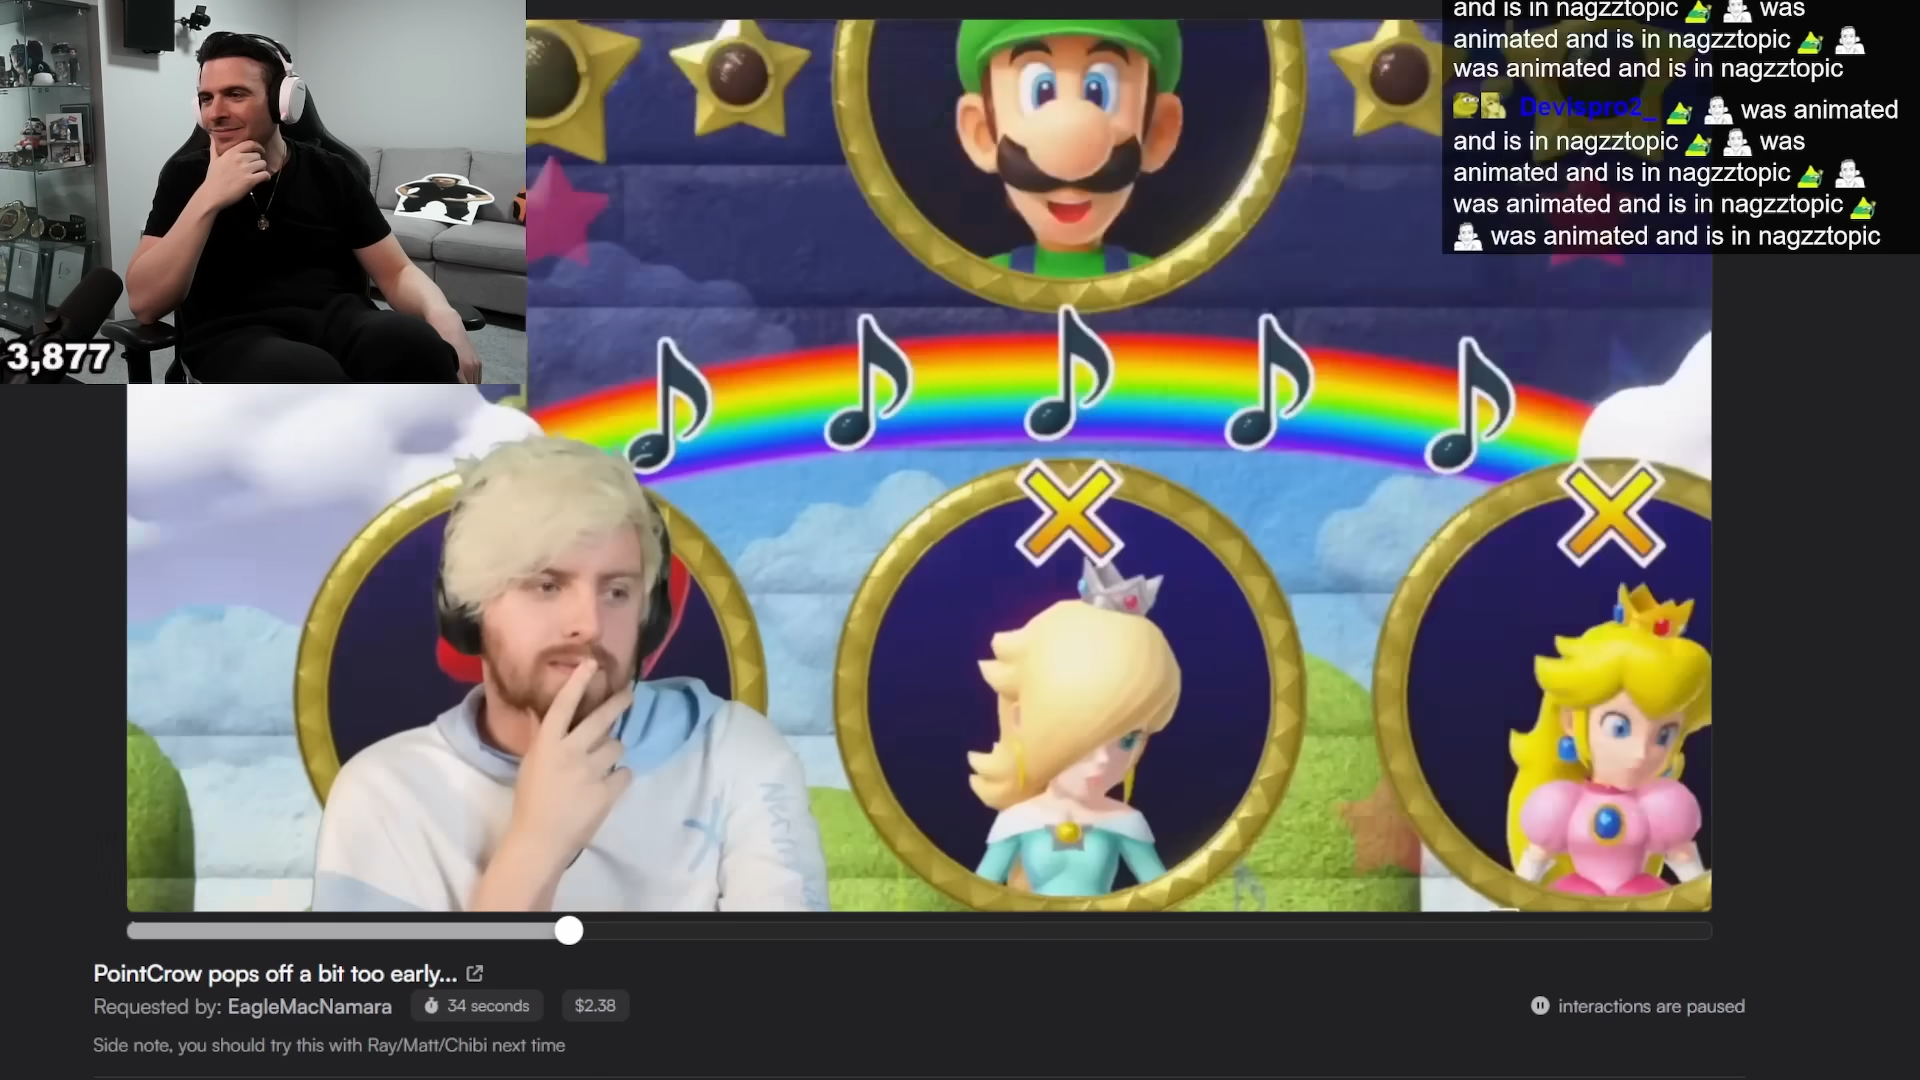 and is in nagzztopic was
animated and is in nagzztopic
was animated and is in nagzztopic
Devispro2_ was animated
and is in nagzztopic was
animated and is in nagzztopic
was animated and is in nagzztopic
was animated and is in nagzztopic
3,877
PointCrow pops off a bit too early...
Requested by: EagleMacNamara 34 seconds $2.38
interactions are paused
Side note, you should try this with Ray/Matt/Chibi next time